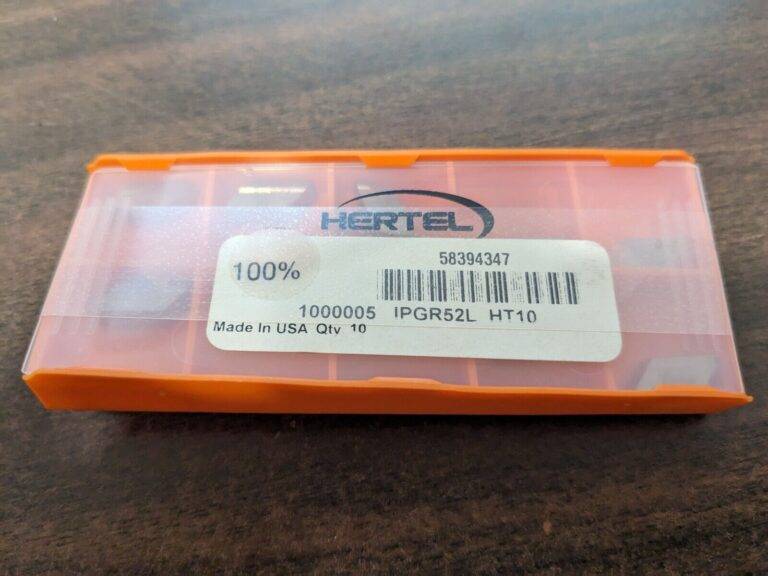 HERTEL
58394347
100%
1000005 IPGR52L HT10
Made In USA Qty 10